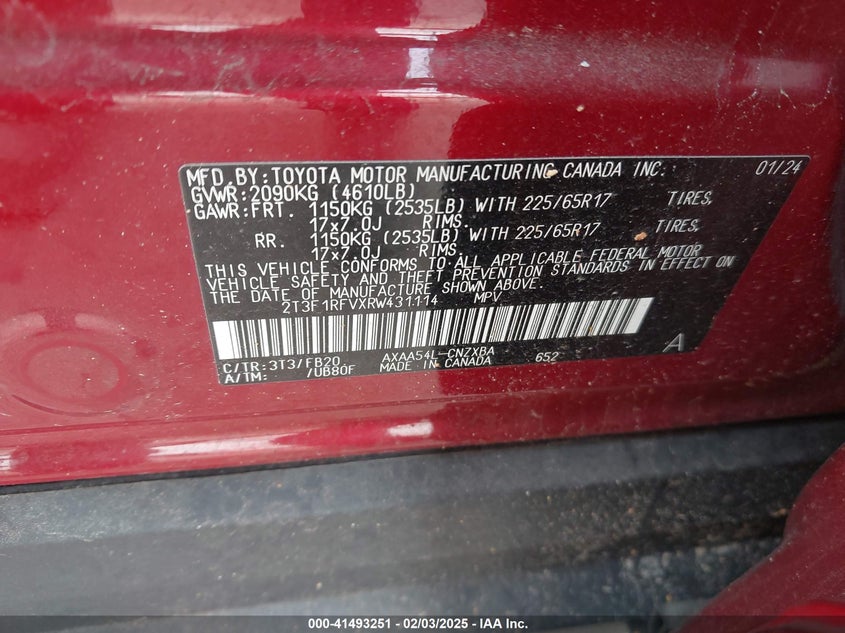 MFD.BY:TOYOTA MOTOR MANUFACTURING CANADA INC. 01/24
GVWR:2090KG (4610LB)
GAWR:FRT. 1150KG (2535LB) WITH 225/65R17 TIRES,
17x7.0J RIMS.
RR. 1150KG (2535LB) WITH 225/65R17 TIRES,
17x7.0J RIMS.
THIS VEHICLE CONFORMS TO ALL APPLICABLE FEDERAL MOTOR
VEHICLE SAFETY AND THEFT PREVENTION STANDARDS IN EFFECT ON
THE DATE OF MANUFACTURE SHOWN ABOVE.
2T3F1RFVXRW431114 MPV
C/TR:3T3/FB20 AXAA54L-CNZXBA 652 A
A/TM: /UB80F MADE IN CANADA
000-41493251 - 02/03/2025 - IAA Inc.